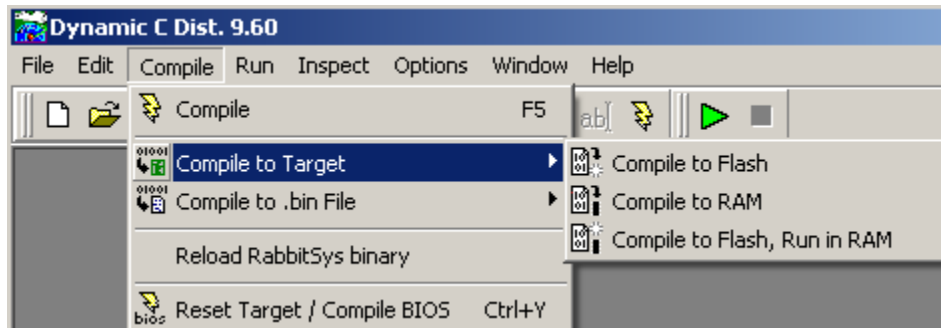 Dynamic C Dist. 9.60
File Edit Compile Run Inspect Options Window Help
Compile F5
ab
Compile to Target
Compile to .bin File
Reload RabbitSys binary
bios Reset Target / Compile BIOS Ctrl+Y
Compile to Flash
Compile to RAM
Compile to Flash, Run in RAM